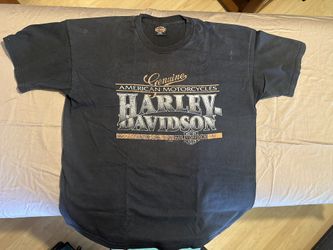 Genuine
AMERICAN MOTORCYCLES
HARLEY
DAVIDSON